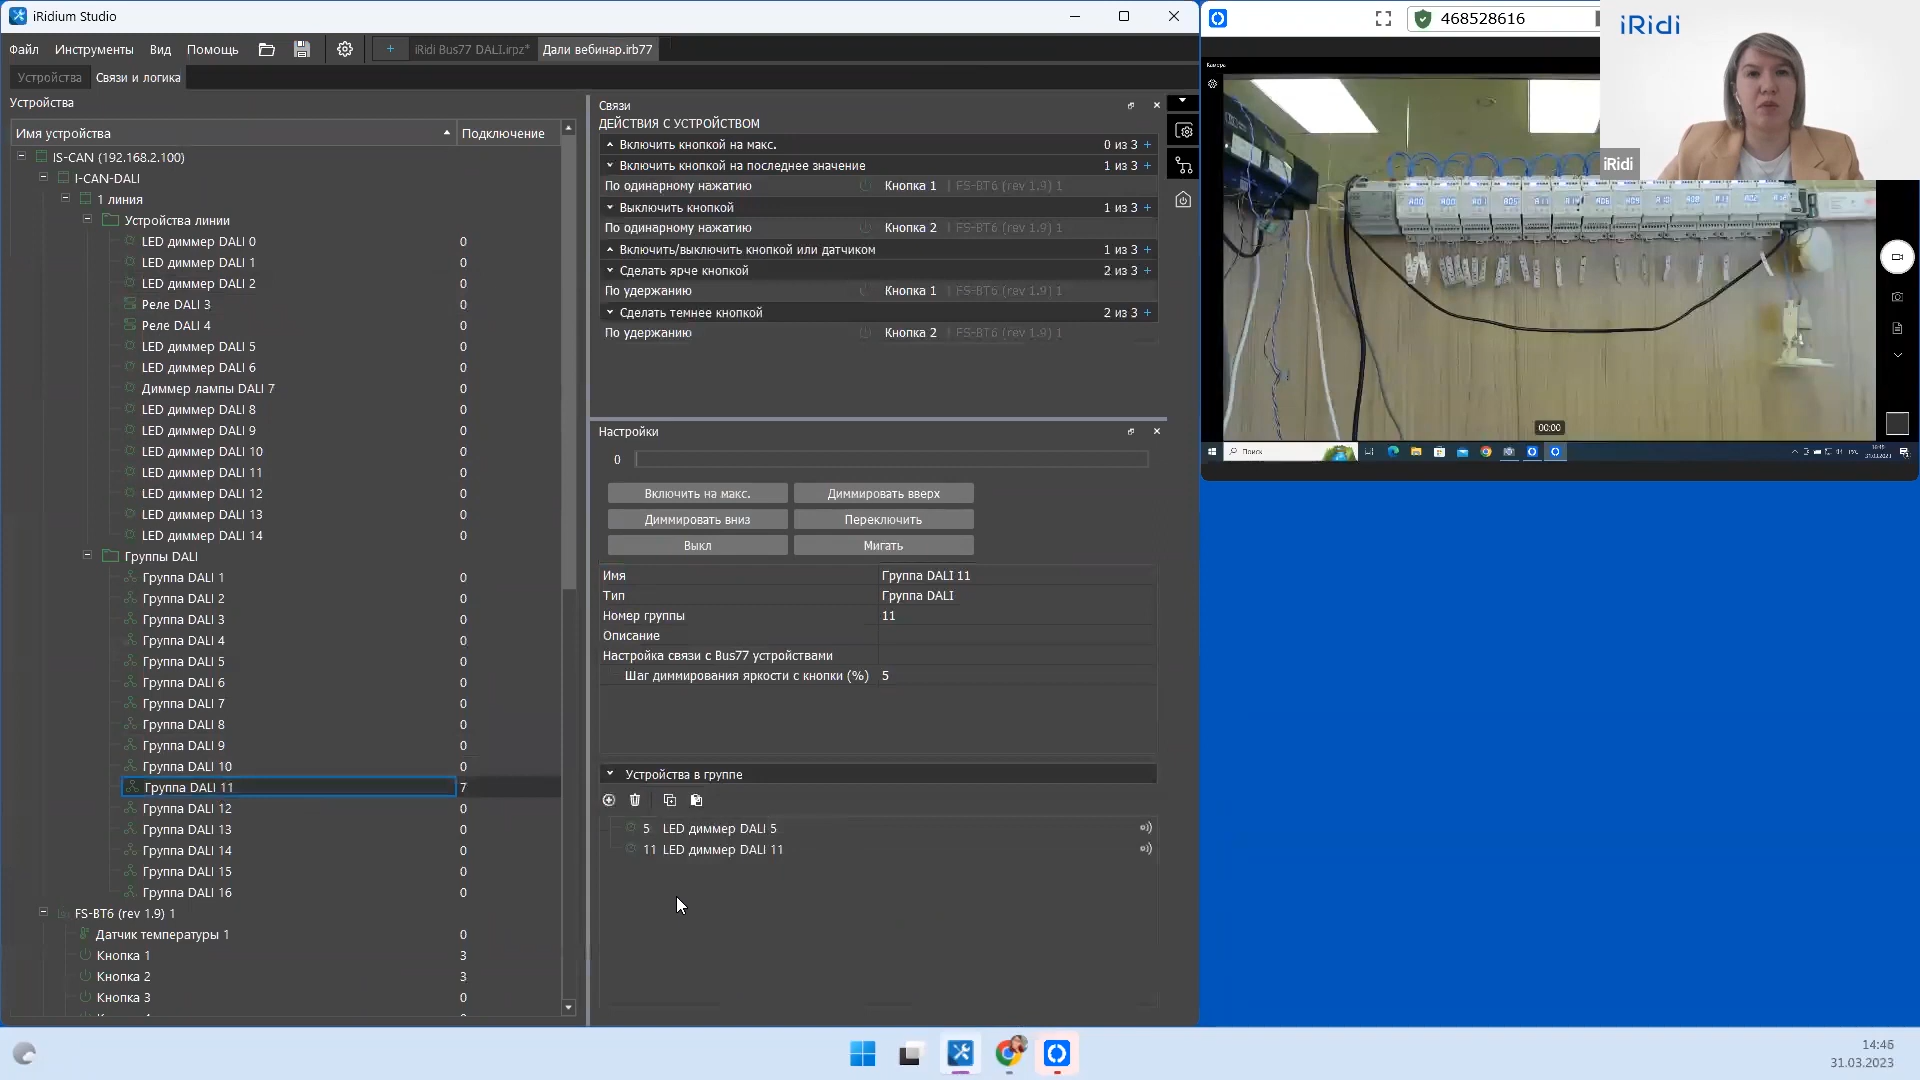 iRidium Studio
Файл Инструменты Вид Помощь + iRidi Bus77 DALI.irpz* Дали вебинар.irb77
Устройства Связи и логика
Устройства
Имя устройства Подключение
IS-CAN (192.168.2.100)
I-CAN-DALI
1 линия
Устройства линии
LED диммер DALI 0 0
LED диммер DALI 1 0
LED диммер DALI 2 0
Реле DALI 3 0
Реле DALI 4 0
LED диммер DALI 5 0
LED диммер DALI 6 0
Диммер лампы DALI 7 0
LED диммер DALI 8 0
LED диммер DALI 9 0
LED диммер DALI 10 0
LED диммер DALI 11 0
LED диммер DALI 12 0
LED диммер DALI 13 0
LED диммер DALI 14 0
Группы DALI
Группа DALI 1 0
Группа DALI 2 0
Группа DALI 3 0
Группа DALI 4 0
Группа DALI 5 0
Группа DALI 6 0
Группа DALI 7 0
Группа DALI 8 0
Группа DALI 9 0
Группа DALI 10 0
Группа DALI 11 7
Группа DALI 12 0
Группа DALI 13 0
Группа DALI 14 0
Группа DALI 15 0
Группа DALI 16 0
FS-BT6 (rev 1.9) 1
Датчик температуры 1 0
Кнопка 1 3
Кнопка 2 3
Кнопка 3 0
Связи
ДЕЙСТВИЯ С УСТРОЙСТВОМ
Включить кнопкой на макс. 0 из 3 +
Включить кнопкой на последнее значение 1 из 3 +
По одинарному нажатию Кнопка 1 | FS-BT6 (rev 1.9) 1
Выключить кнопкой 1 из 3 +
По одинарному нажатию Кнопка 2 | FS-BT6 (rev 1.9) 1
Включить/выключить кнопкой или датчиком 1 из 3 +
Сделать ярче кнопкой 2 из 3 +
По удержанию Кнопка 1 | FS-BT6 (rev 1.9) 1
Сделать темнее кнопкой 2 из 3 +
По удержанию Кнопка 2 | FS-BT6 (rev 1.9) 1
Настройки
0
Включить на макс. Диммировать вверх
Диммировать вниз Переключить
Выкл Мигать
Имя Группа DALI 11
Тип Группа DALI
Номер группы 11
Описание
Настройка связи с Bus77 устройствами
Шаг диммирования яркости с кнопки (%) 5
Устройства в группе
5 LED диммер DALI 5
11 LED диммер DALI 11
468528616
iRidi
iRidi
Камера
00:00
Поиск
14:46
31.03.2023